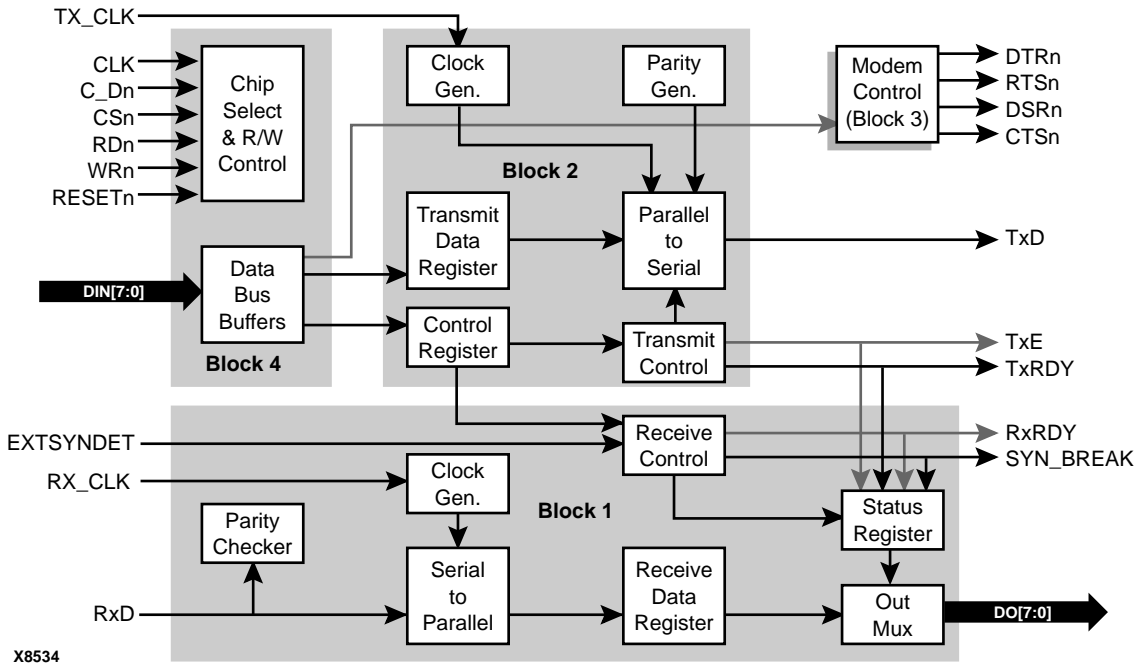 TX_CLK
CLK
C_Dn
CSn
RDn
WRn
RESETn
Chip
Select
& R/W
Control
Clock
Gen.
Parity
Gen.
Modem
Control
(Block 3)
DTRn
RTSn
DSRn
CTSn
Block 2
Transmit
Data
Register
Parallel
to
Serial
TxD
DIN[7:0]
Data
Bus
Buffers
Control
Register
Transmit
Control
TxE
TxRDY
Block 4
EXTSYNDET
RX_CLK
Receive
Control
RxRDY
SYN_BREAK
Clock
Gen.
Block 1
Parity
Checker
Status
Register
RxD
Serial
to
Parallel
Receive
Data
Register
Out
Mux
DO[7:0]
X8534